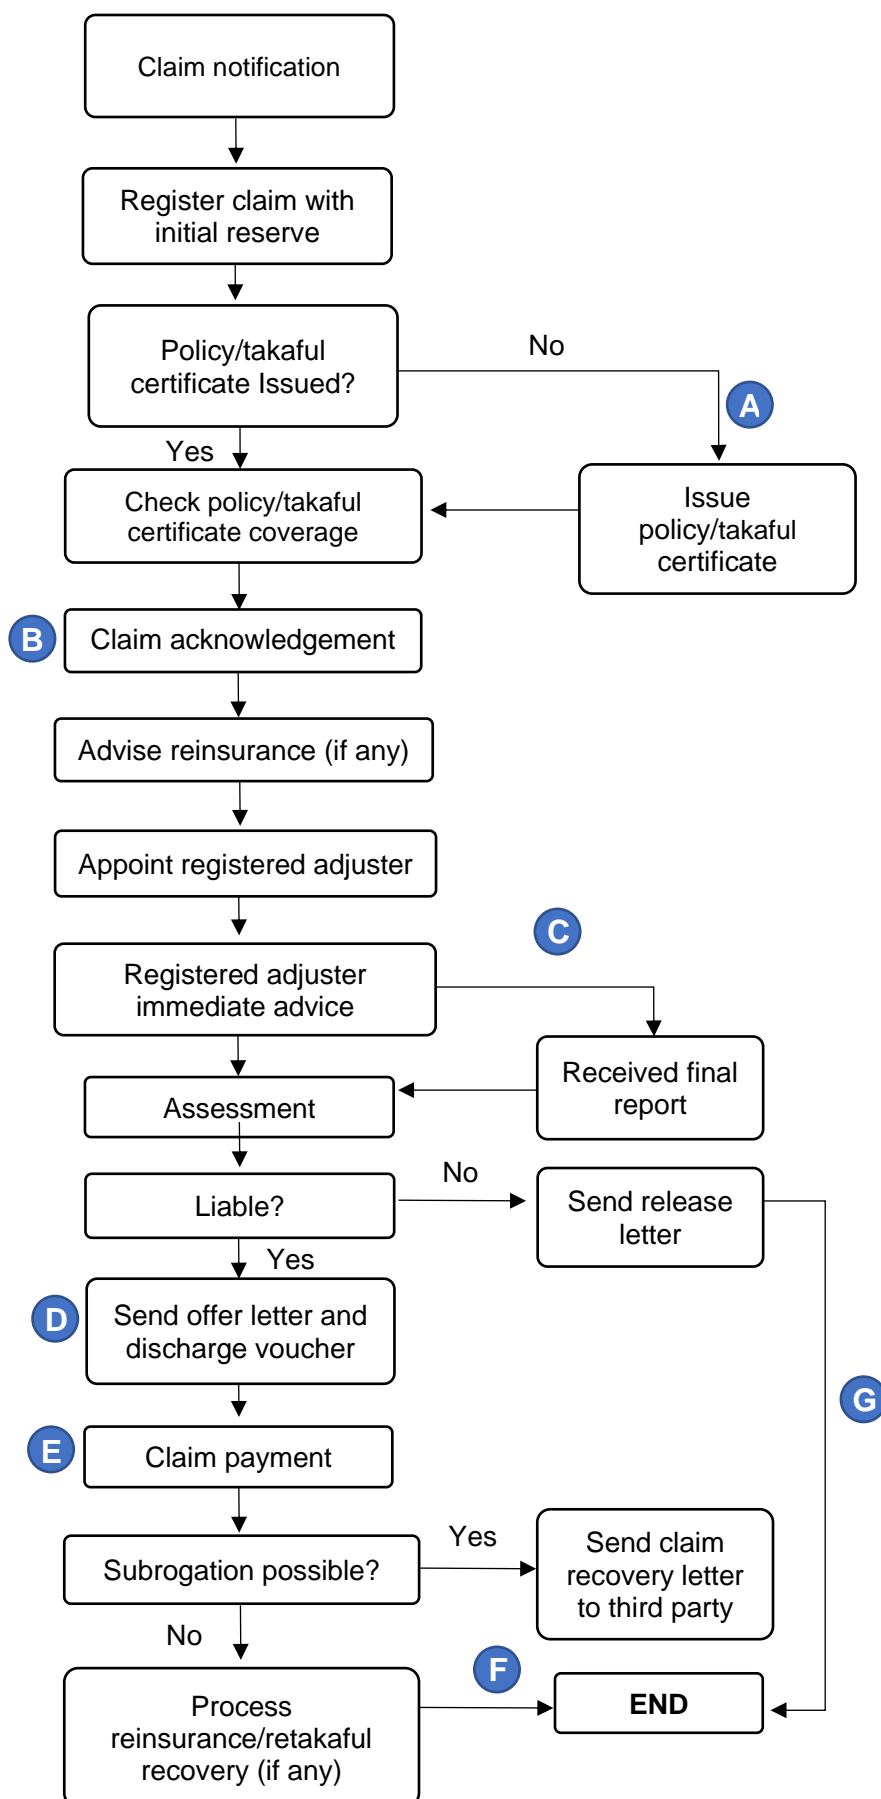 Claim notification
Register claim with
initial reserve
Policy/takaful
certificate Issued?
No
A
Yes
Check policy/takaful
certificate coverage
Issue
policy/takaful
certificate
B
Claim acknowledgement
Advise reinsurance (if any)
Appoint registered adjuster
C
Registered adjuster
immediate advice
Received final
report
Assessment
Liable?
No
Send release
letter
Yes
D
Send offer letter and
discharge voucher
G
E
Claim payment
Subrogation possible?
Yes
Send claim
recovery letter
to third party
No
Process
reinsurance/retakaful
recovery (if any)
F
END